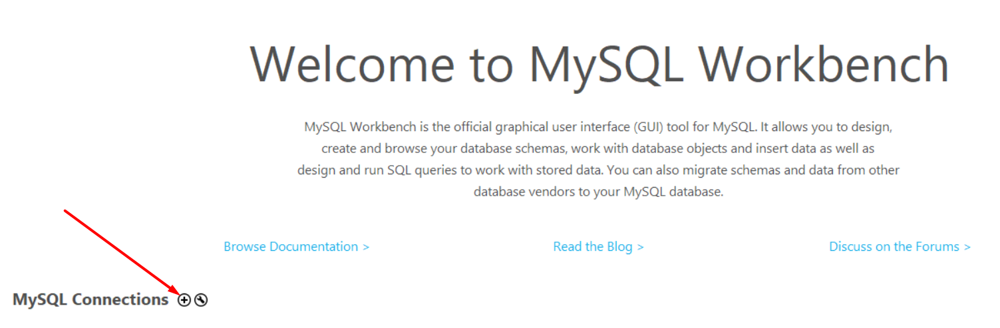 Welcome to MySQL Workbench
MySQL Workbench is the official graphical user interface (GUI) tool for MySQL. It allows you to design,
create and browse your database schemas, work with database objects and insert data as well as
design and run SQL queries to work with stored data. You can also migrate schemas and data from other
database vendors to your MySQL database.
Browse Documentation >
Read the Blog >
Discuss on the Forums >
MySQL Connections